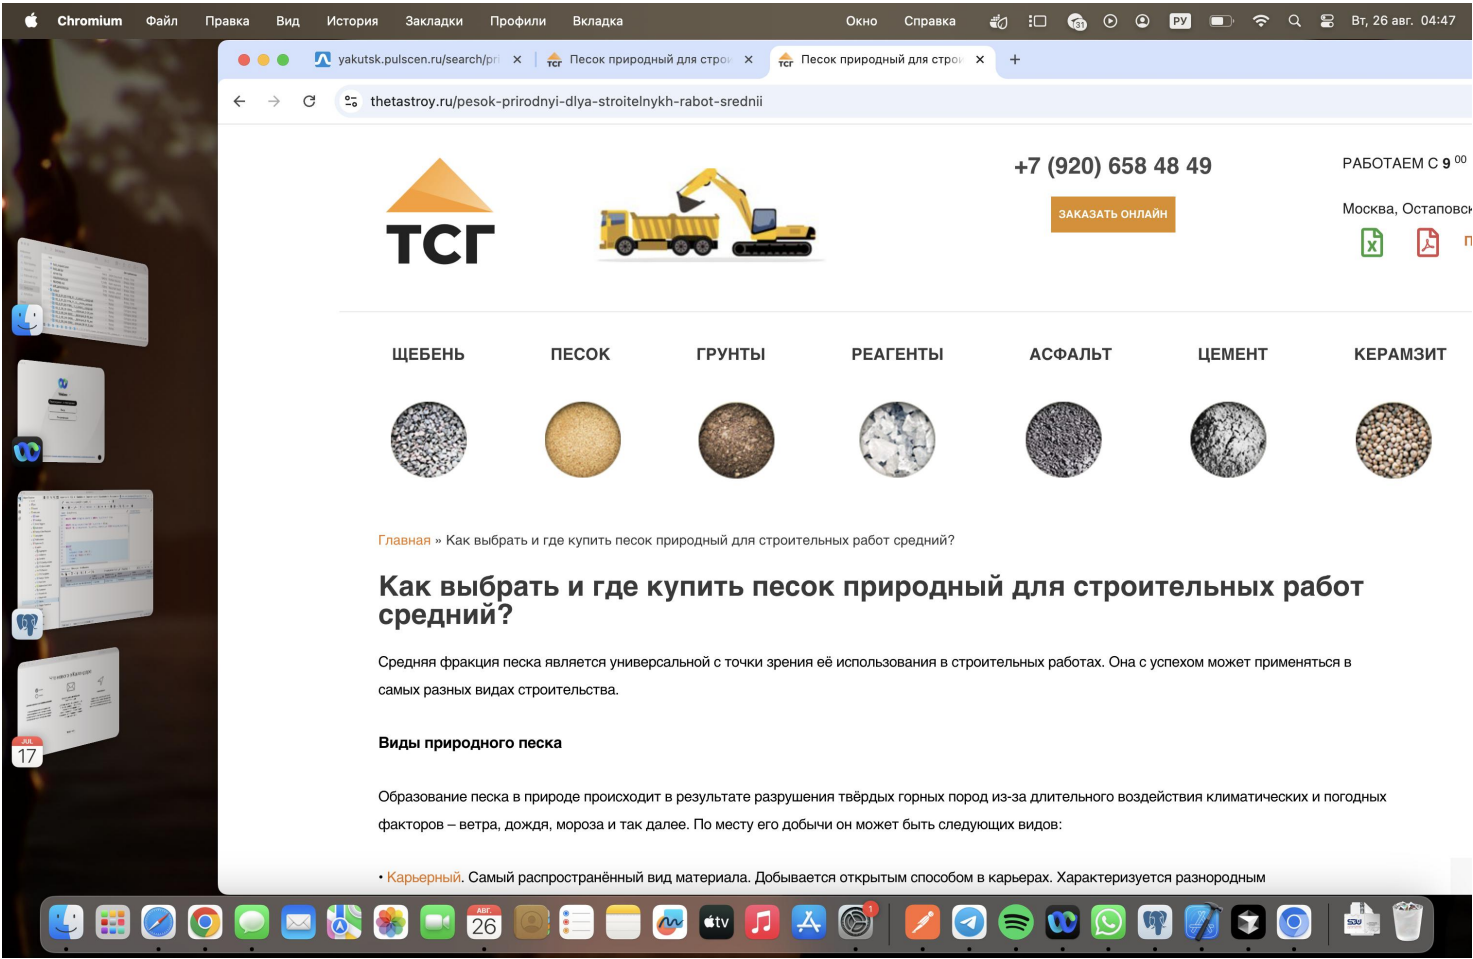 Chromium Файл Правка Вид История Закладки Профили Вкладка Окно Справка РУ Вт, 26 авг. 04:47
yakutsk.pulscen.ru/search/pri Песок природный для строи Песок природный для строи
thetastroy.ru/pesok-prirodnyi-dlya-stroitelnykh-rabot-srednii
+7 (920) 658 48 49
РАБОТАЕМ С 9 00
ТСГ
ЗАКАЗАТЬ ОНЛАЙН
Москва, Остаповск
ЩЕБЕНЬ ПЕСОК ГРУНТЫ РЕАГЕНТЫ АСФАЛЬТ ЦЕМЕНТ КЕРАМЗИТ
Главная » Как выбрать и где купить песок природный для строительных работ средний?
Как выбрать и где купить песок природный для строительных работ
средний?
Средняя фракция песка является универсальной с точки зрения её использования в строительных работах. Она с успехом может применяться в
самых разных видах строительства.
Виды природного песка
Образование песка в природе происходит в результате разрушения твёрдых горных пород из-за длительного воздействия климатических и погодных
факторов – ветра, дождя, мороза и так далее. По месту его добычи он может быть следующих видов:
• Карьерный. Самый распространённый вид материала. Добывается открытым способом в карьерах. Характеризуется разнородным
JUL
17
АВГ.
26
tv
1